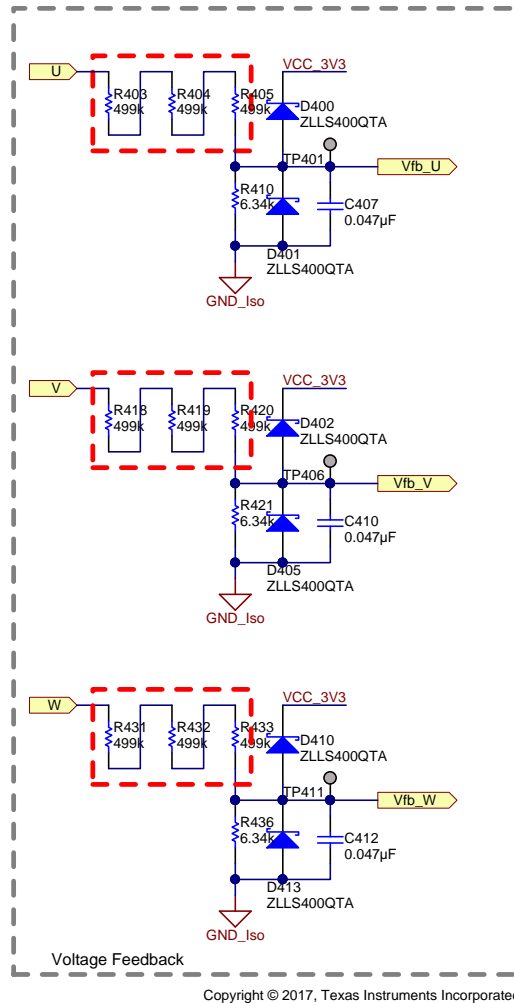 U
VCC_3V3
R403
499k
R404
499k
R405
499k
D400
ZLLS400QTA
TP401
Vfb_U
R410
6.34k
C407
0.047µF
D401
ZLLS400QTA
GND_Iso
V
VCC_3V3
R418
499k
R419
499k
R420
499k
D402
ZLLS400QTA
TP406
Vfb_V
R421
6.34k
C410
0.047µF
D405
ZLLS400QTA
GND_Iso
W
VCC_3V3
R431
499k
R432
499k
R433
499k
D410
ZLLS400QTA
TP411
Vfb_W
R436
6.34k
C412
0.047µF
D413
ZLLS400QTA
GND_Iso
Voltage Feedback
Copyright © 2017, Texas Instruments Incorporated